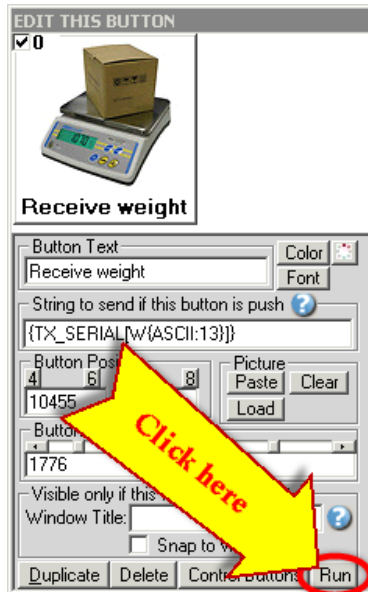 EDIT THIS BUTTON
0
Receive weight
Button Text
Color
Receive weight
Font
String to send if this button is push
{TX_SERIAL[W{ASCII:13}]}
Button Pos
Picture
4 6 8
Paste Clear
10455
Load
Button
1776
Click here
Visible only if this
Window Title:
Snap to
Duplicate Delete Control Buttons Run